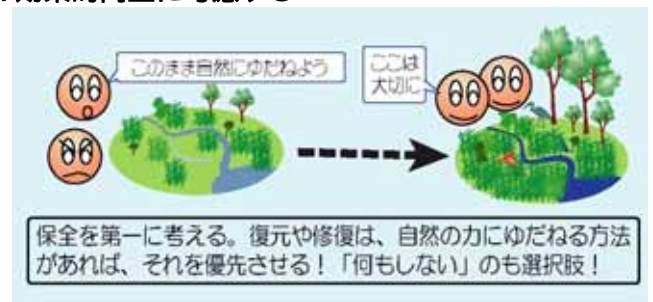 このまま自然にゆだねよう
ここは
大切に
保全を第一に考える。復元や修復は、自然の力にゆだねる方法
があれば、それを優先させる！「何もしない」のも選択肢！